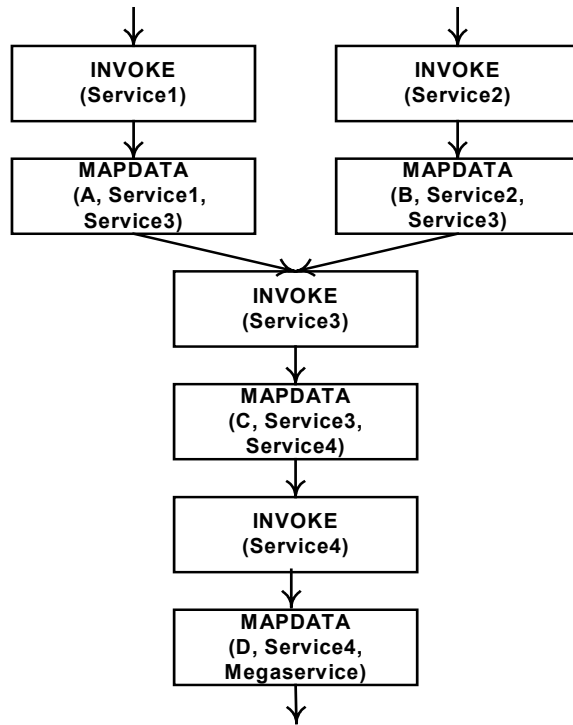 INVOKE
(Service1)
INVOKE
(Service2)
MAPDATA
(A, Service1,
Service3)
MAPDATA
(B, Service2,
Service3)
INVOKE
(Service3)
MAPDATA
(C, Service3,
Service4)
INVOKE
(Service4)
MAPDATA
(D, Service4,
Megaservice)